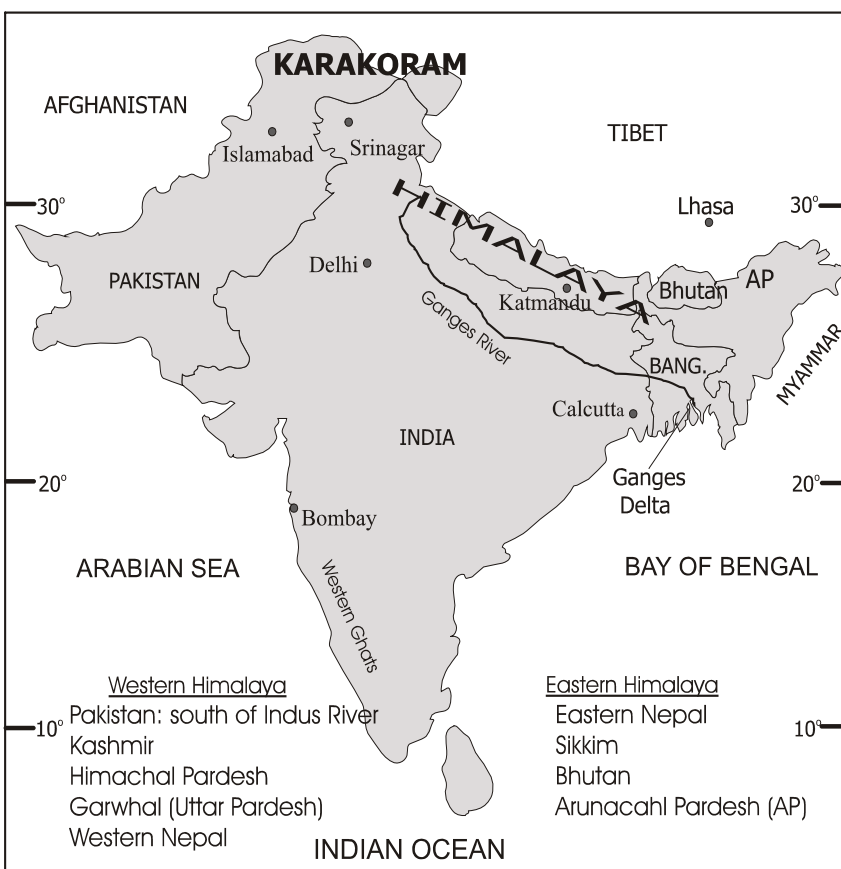 KARAKORAM
AFGHANISTAN
TIBET
Islamabad
Srinagar
30°
Lhasa
30°
HIMALAYA
Delhi
PAKISTAN
Katmandu
Bhutan
AP
Ganges River
BANG.
MYANMAR
Calcutta
INDIA
Ganges
Delta
20°
20°
Bombay
ARABIAN SEA
BAY OF BENGAL
Western Ghats
Western Himalaya
Pakistan: south of Indus River
Kashmir
Himachal Pardesh
Garwhal (Uttar Pardesh)
Western Nepal
10°
Eastern Himalaya
Eastern Nepal
Sikkim
Bhutan
Arunacahl Pardesh (AP)
10°
INDIAN OCEAN